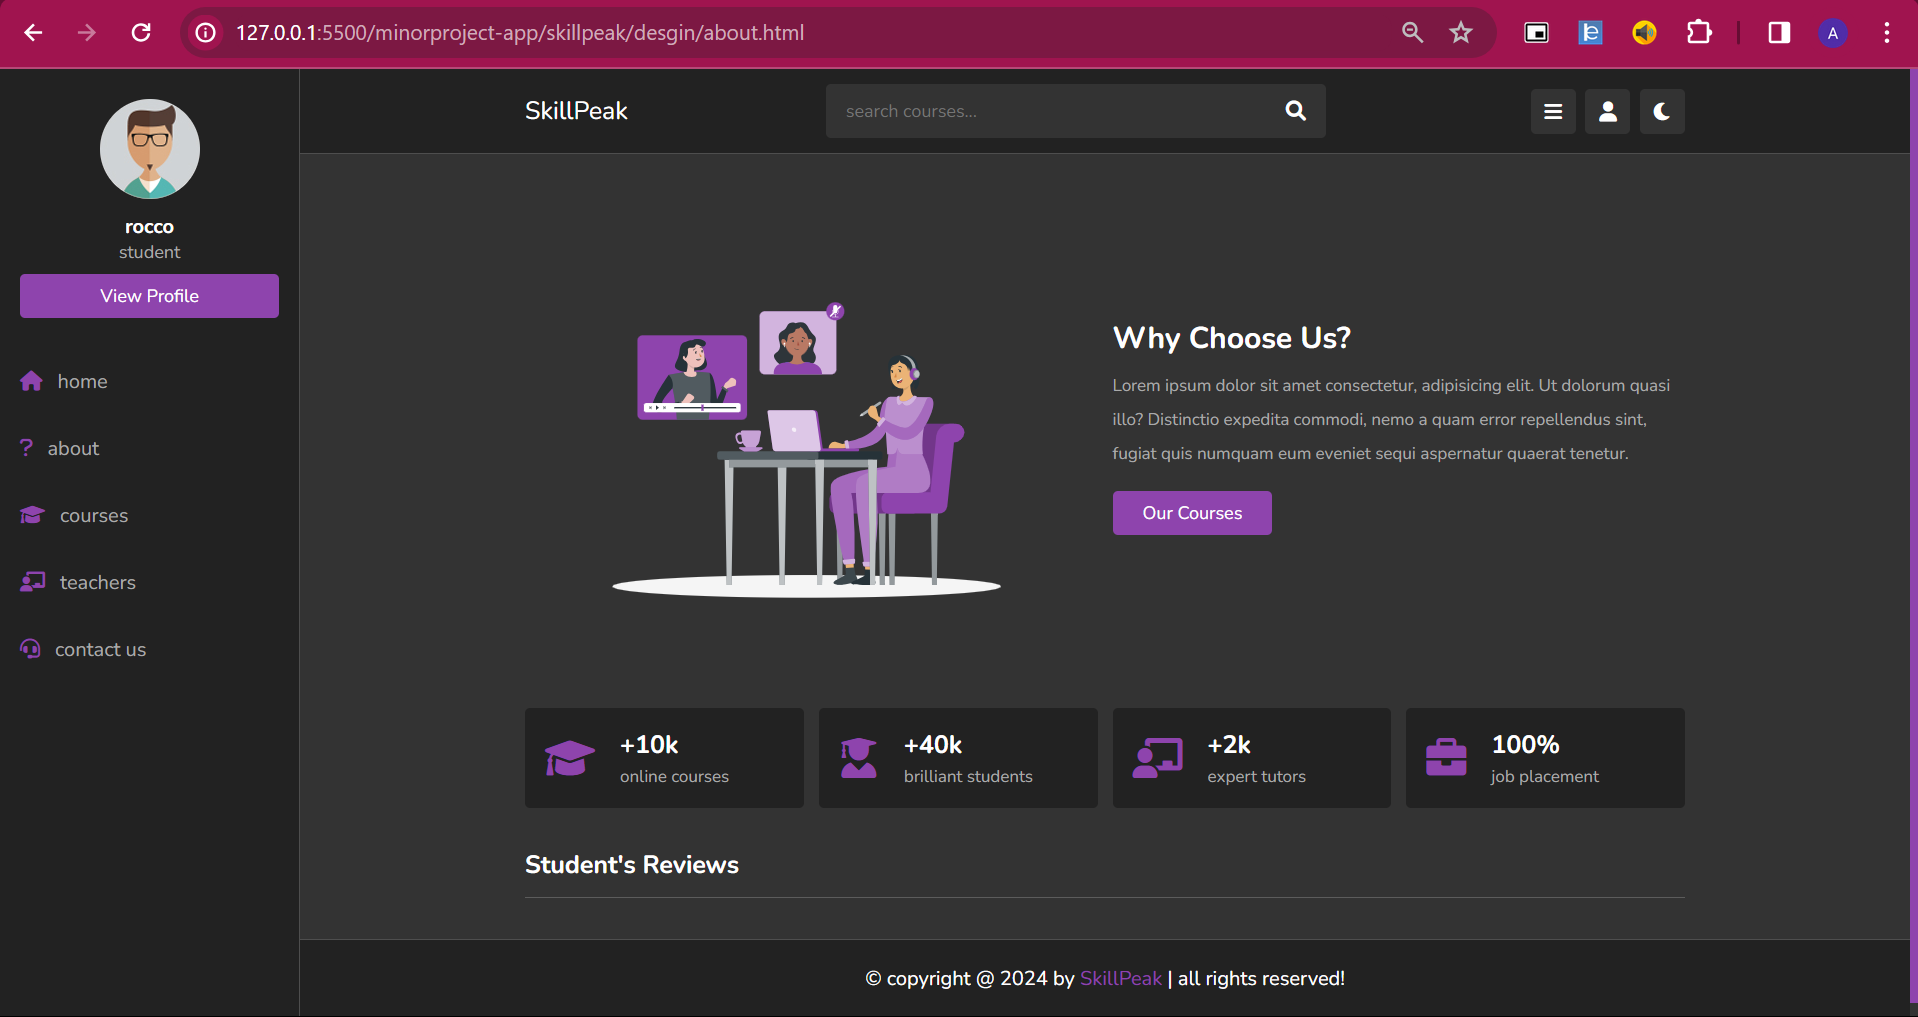 127.0.0.1:5500/minorproject-app/skillpeak/desgin/about.html
A
rocco
student
View Profile
home
about
courses
teachers
contact us
SkillPeak
search courses...
Why Choose Us?
Lorem ipsum dolor sit amet consectetur, adipisicing elit. Ut dolorum quasi
illo? Distinctio expedita commodi, nemo a quam error repellendus sint,
fugiat quis numquam eum eveniet sequi aspernatur quaerat tenetur.
Our Courses
+10k
online courses
+40k
brilliant students
+2k
expert tutors
100%
job placement
Student's Reviews
© copyright @ 2024 by SkillPeak | all rights reserved!